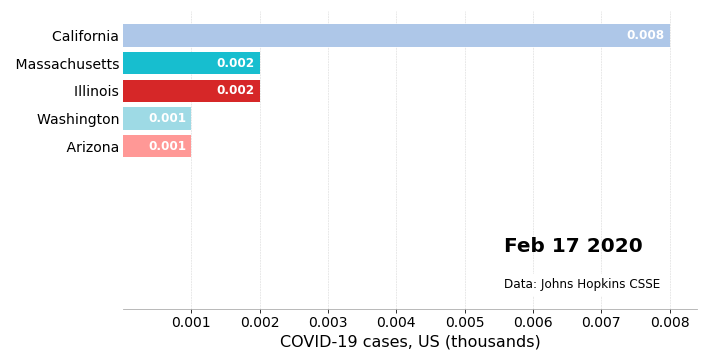 California 0.008
Massachusetts 0.002
Illinois 0.002
Washington 0.001
Arizona 0.001
Feb 17 2020
Data: Johns Hopkins CSSE
0.001 0.002 0.003 0.004 0.005 0.006 0.007 0.008
COVID-19 cases, US (thousands)